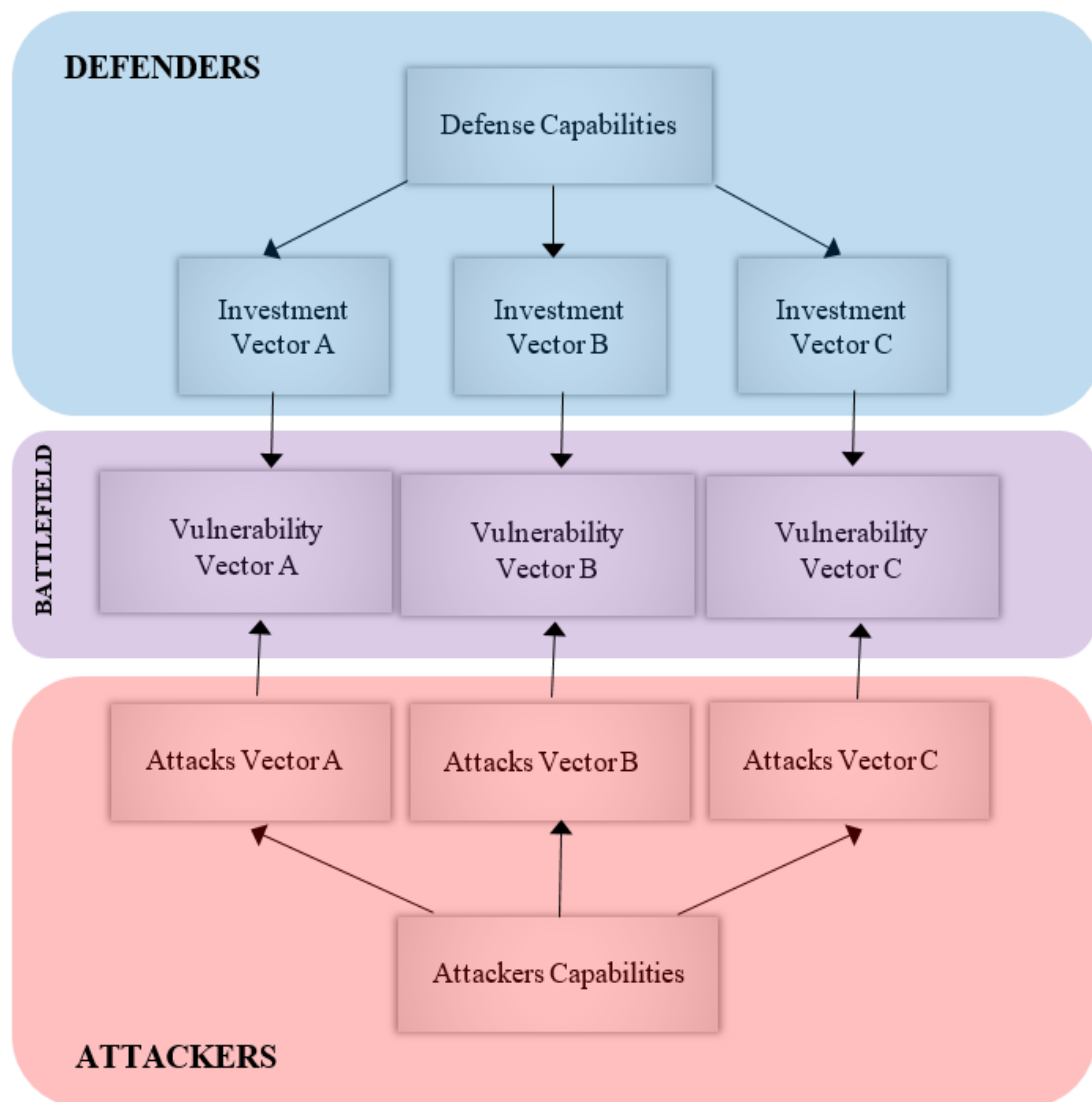 DEFENDERS
Defense Capabilities
Investment
Vector A
Investment
Vector B
Investment
Vector C
BATTLEFIELD
Vulnerability
Vector A
Vulnerability
Vector B
Vulnerability
Vector C
Attacks Vector A
Attacks Vector B
Attacks Vector C
Attackers Capabilities
ATTACKERS